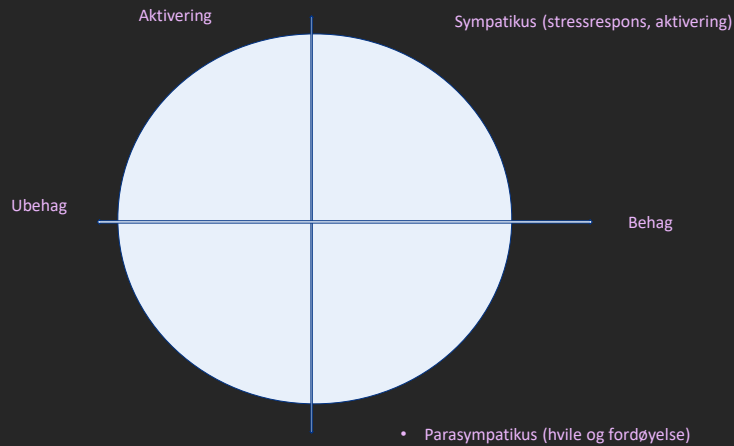 Aktivering
Sympatikus (stressrespons, aktivering)
Ubehag
Behag
• Parasympatikus (hvile og fordøyelse)